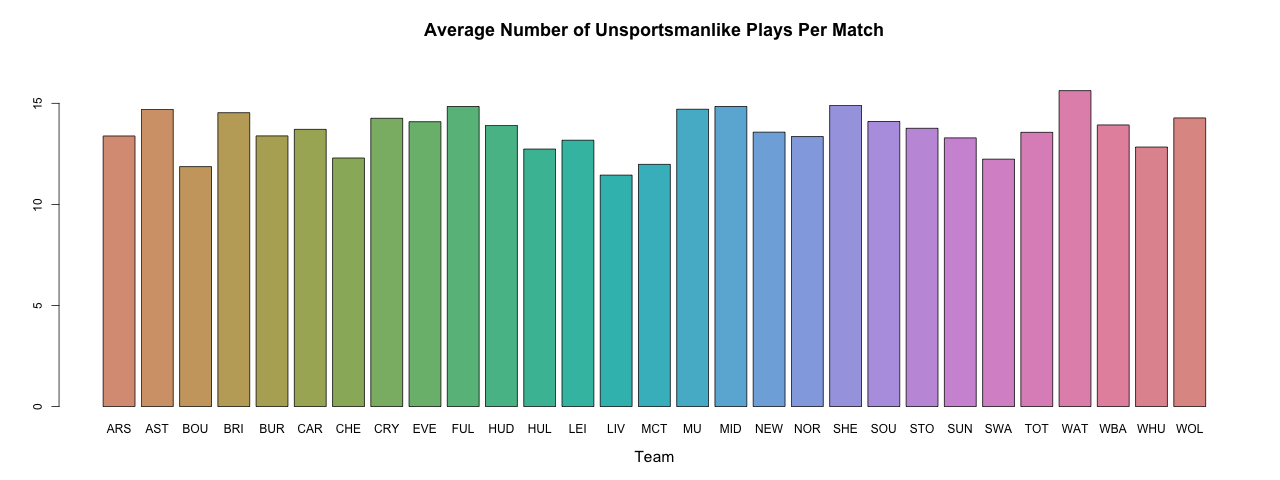 Average Number of Unsportsmanlike Plays Per Match
15
10
5
0
ARS AST BOU BRI BUR CAR CHE CRY EVE FUL HUD HUL LEI LIV MCT MU MID NEW NOR SHE SOU STO SUN SWA TOT WAT WBA WHU WOL
Team